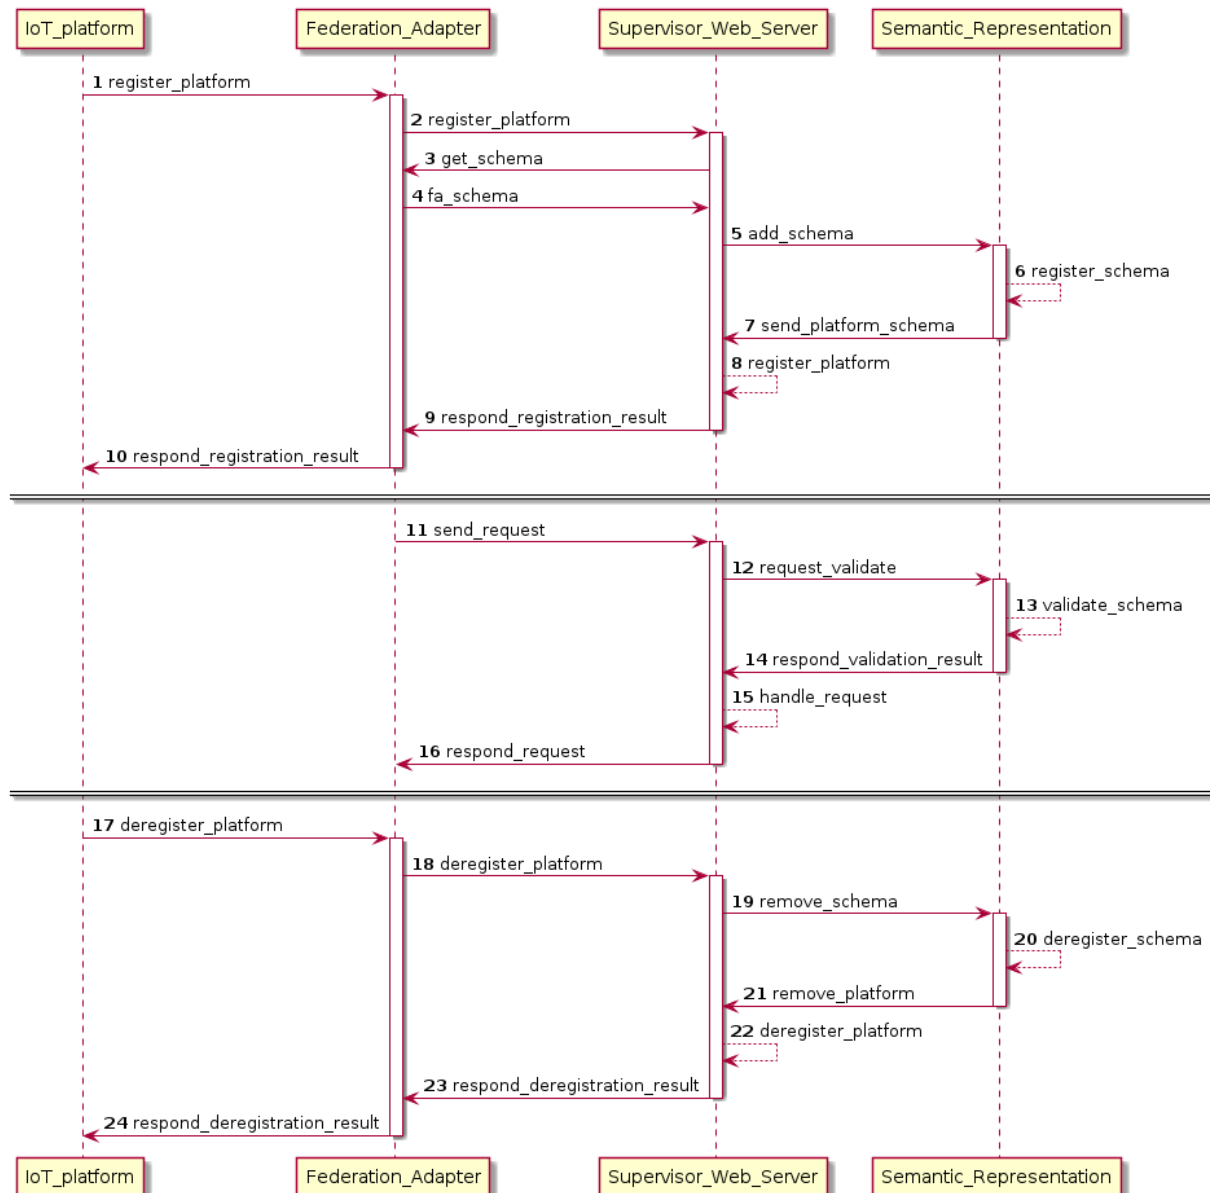 IoT_platform Federation_Adapter Supervisor_Web_Server Semantic_Representation
1 register_platform
2 register_platform
3 get_schema
4 fa_schema
5 add_schema
6 register_schema
7 send_platform_schema
8 register_platform
9 respond_registration_result
10 respond_registration_result
11 send_request
12 request_validate
13 validate_schema
14 respond_validation_result
15 handle_request
16 respond_request
17 deregister_platform
18 deregister_platform
19 remove_schema
20 deregister_schema
21 remove_platform
22 deregister_platform
23 respond_deregistration_result
24 respond_deregistration_result
IoT_platform Federation_Adapter Supervisor_Web_Server Semantic_Representation